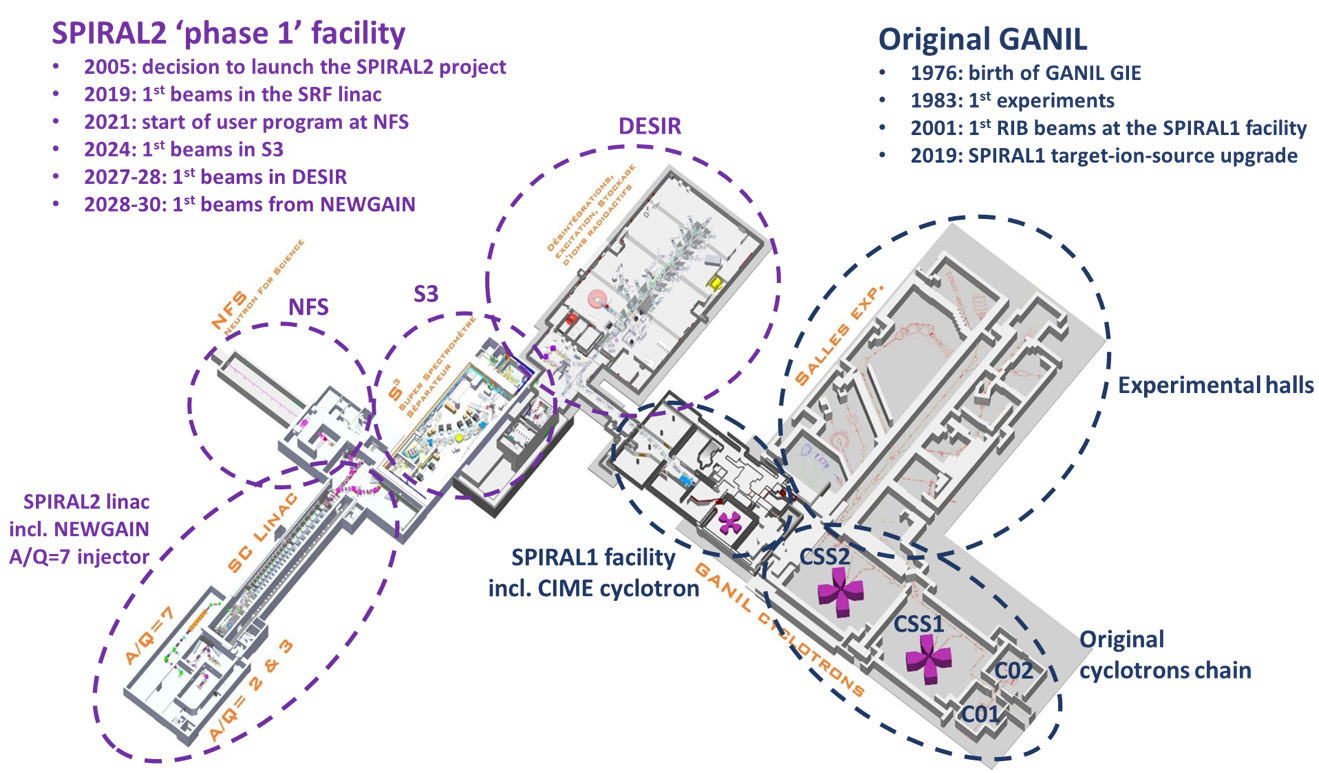 SPIRAL2 ‘phase 1’ facility
• 2005: decision to launch the SPIRAL2 project
• 2019: 1st beams in the SRF linac
• 2021: start of user program at NFS
• 2024: 1st beams in S3
• 2027-28: 1st beams in DESIR
• 2028-30: 1st beams from NEWGAIN
Original GANIL
• 1976: birth of GANIL GIE
• 1983: 1st experiments
• 2001: 1st RIB beams at the SPIRAL1 facility
• 2019: SPIRAL1 target-ion-source upgrade
DESIR
DÉSINTÉGRATIONS,
EXCITATION, STOCKAGE
D'IONS RADIOACTIFS
NFS
NEUTRON FOR SCIENCE
NFS
S3
S³
SUPER SPECTROMÈTRE
SÉPARATEUR
SALLES EXP.
Experimental halls
SPIRAL2 linac
incl. NEWGAIN
A/Q=7 injector
SC LINAC
A/Q=7
A/Q= 2 & 3
SPIRAL1 facility
incl. CIME cyclotron
GANIL CYCLOTRONS
CSS2
CSS1
C02
C01
Original
cyclotrons chain